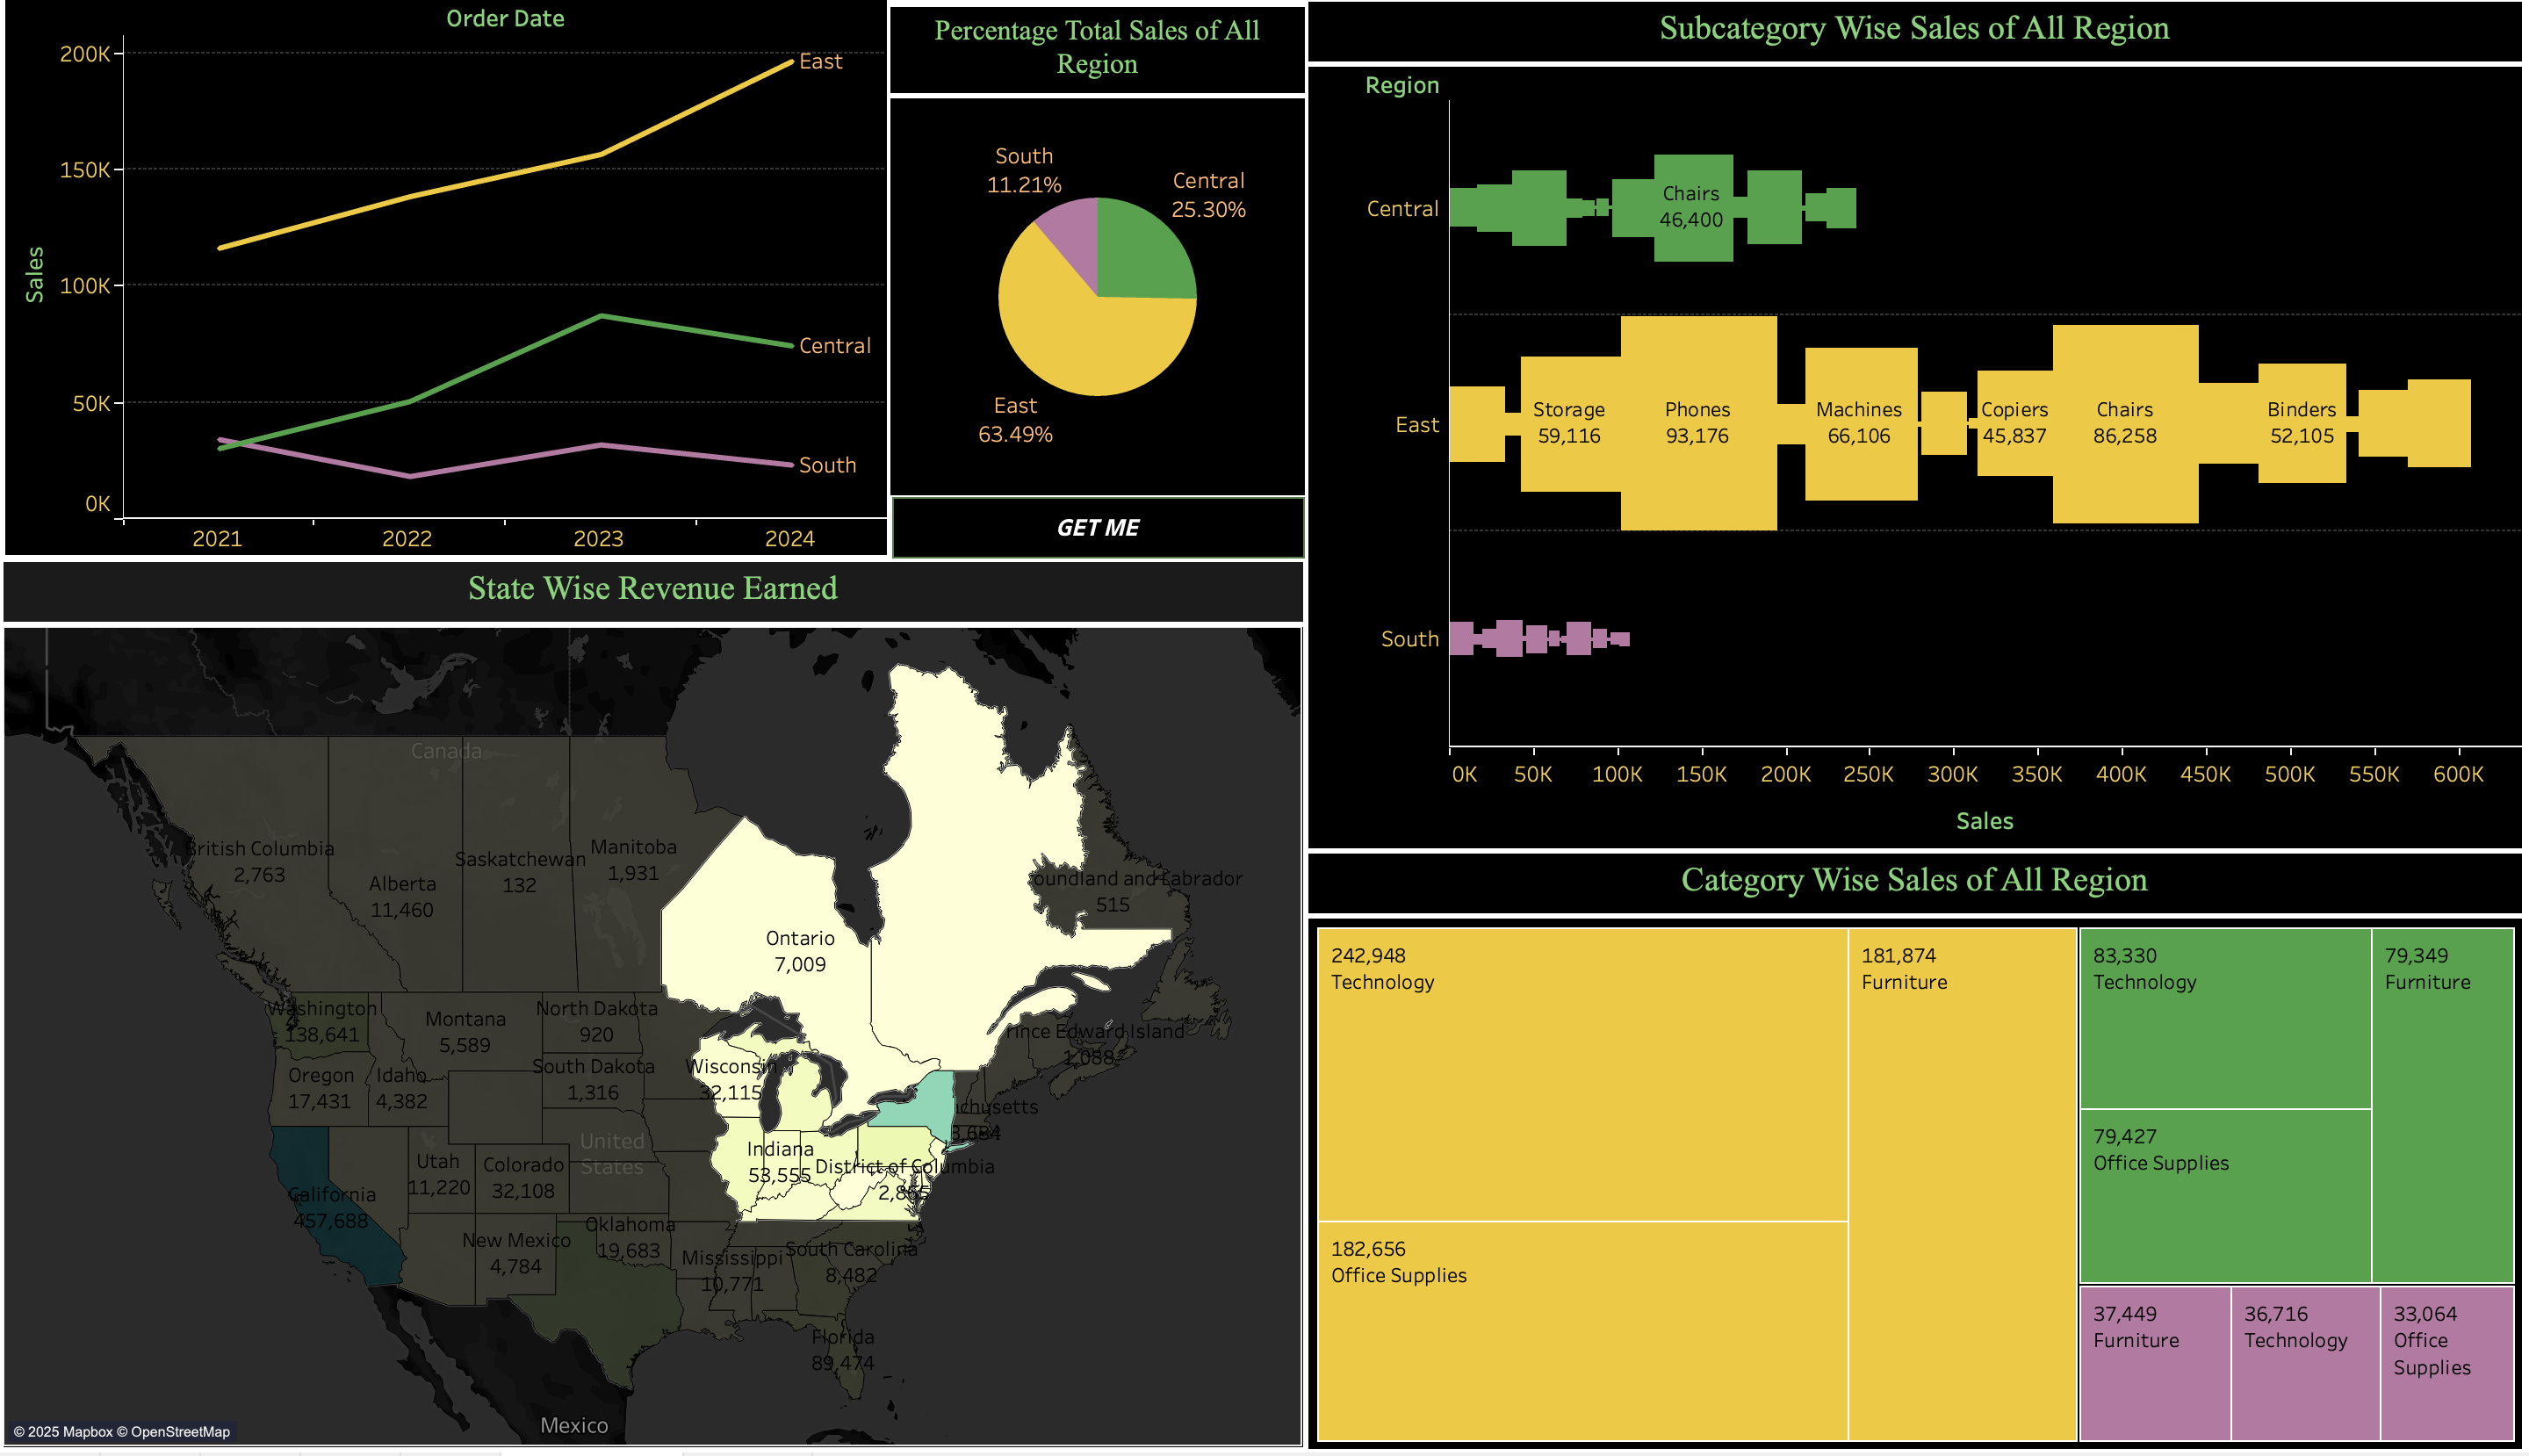 Order Date
200K
150K
100K
50K
0K
Sales
East
Central
South
2021
2022
2023
2024
Percentage Total Sales of All
Region
South
11.21%
Central
25.30%
East
63.49%
GET ME
Subcategory Wise Sales of All Region
Region
Central
Chairs
46,400
East
Storage
59,116
Phones
93,176
Machines
66,106
Copiers
45,837
Chairs
86,258
Binders
52,105
South
0K
50K
100K
150K
200K
250K
300K
350K
400K
450K
500K
550K
600K
Sales
State Wise Revenue Earned
Canada
British Columbia
2,763
Alberta
11,460
Saskatchewan
132
Manitoba
1,931
Ontario
7,009
oundland and Labrador
515
rince Edward Island
1,088
Washington
138,641
Montana
5,589
North Dakota
920
South Dakota
1,316
Oregon
17,431
Idaho
4,382
Wisconsin
32,115
United
States
Utah
11,220
Colorado
32,108
Indiana
53,555
District of Columbia
California
457,688
New Mexico
4,784
Oklahoma
19,683
Mississippi
10,771
South Carolina
8,482
Florida
89,474
Mexico
© 2025 Mapbox © OpenStreetMap
Category Wise Sales of All Region
242,948
Technology
182,656
Office Supplies
181,874
Furniture
83,330
Technology
79,427
Office Supplies
79,349
Furniture
37,449
Furniture
36,716
Technology
33,064
Office
Supplies